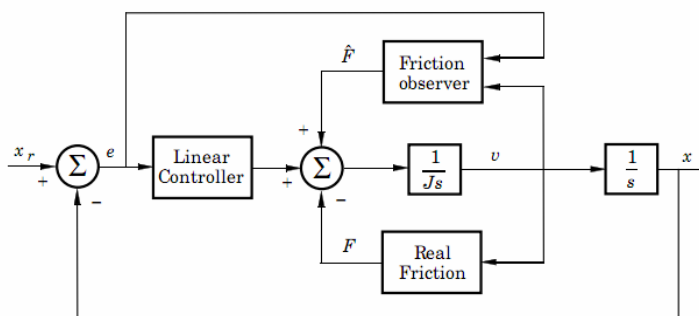 F̂
Friction
observer
+
x_r
Σ
e
Linear
Controller
Σ
1
Js
v
1
s
x
+
+
−
−
F
Real
Friction